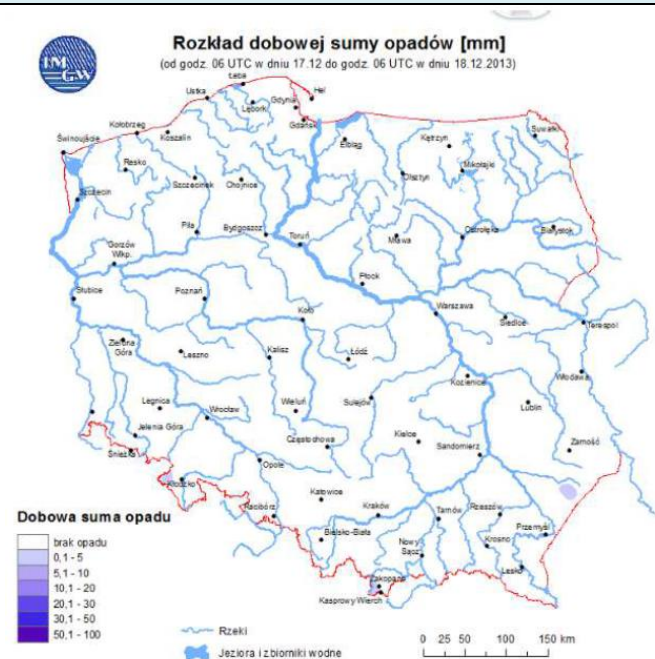 IM
GW
Rozkład dobowej sumy opadów [mm]
(od godz. 06 UTC w dniu 17.12 do godz. 06 UTC w dniu 18.12.2013)
Łeba
Hel
Ustka
Gdynia
Lębork
Gdańsk
Kołobrzeg
Koszalin
Suwałki
Elbląg
Kętrzyn
Świnoujście
Resko
Mikołajki
Szczecinek
Chojnice
Olsztyn
Szczecin
Piła
Bydgoszcz
Toruń
Mława
Ostrołęka
Białystok
Gorzów
Wlkp.
Płock
Słubice
Poznań
Koło
Warszawa
Siedlce
Terespol
Zielona
Góra
Leszno
Kalisz
Łódź
Kozienice
Włodawa
Legnica
Wrocław
Wieluń
Sulejów
Lublin
Jelenia Góra
Częstochowa
Kielce
Sandomierz
Zamość
Śnieżka
Opole
Kłodzko
Katowice
Racibórz
Kraków
Tarnów
Rzeszów
Przemyśl
Bielsko-Biała
Nowy
Sącz
Krosno
Lesko
Zakopane
Kasprowy Wierch
Dobowa suma opadu
brak opadu
0,1 - 5
5,1 - 10
10,1 - 20
20,1 - 30
30,1 - 50
50,1 - 100
Rzeki
Jeziora i zbiorniki wodne
0 25 50 100 150 km